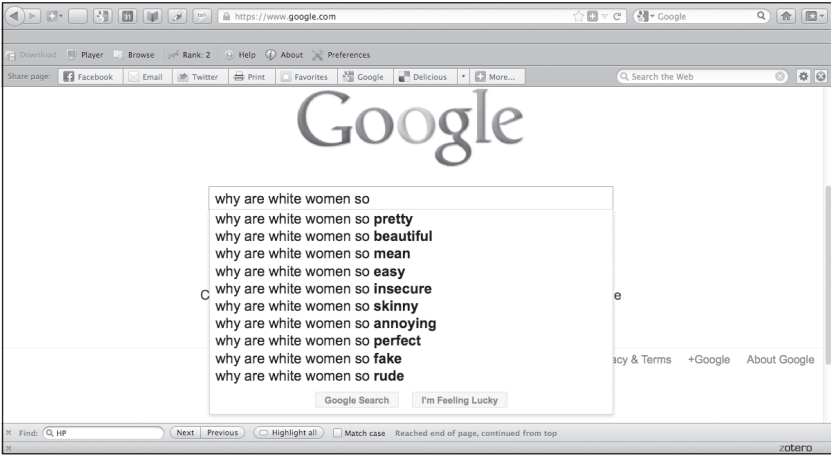 https://www.google.com
Google
Download Player Browse Rank: 2 Help About Preferences
Share page: Facebook Email Twitter Print Favorites Google Delicious More... Search the Web
Google
why are white women so
why are white women so pretty
why are white women so beautiful
why are white women so mean
why are white women so easy
why are white women so insecure
why are white women so skinny
why are white women so annoying
why are white women so perfect
why are white women so fake
why are white women so rude
C e
acy & Terms +Google About Google
Google Search I'm Feeling Lucky
× Find: HP Next Previous Highlight all Match case Reached end of page, continued from top
× zotero